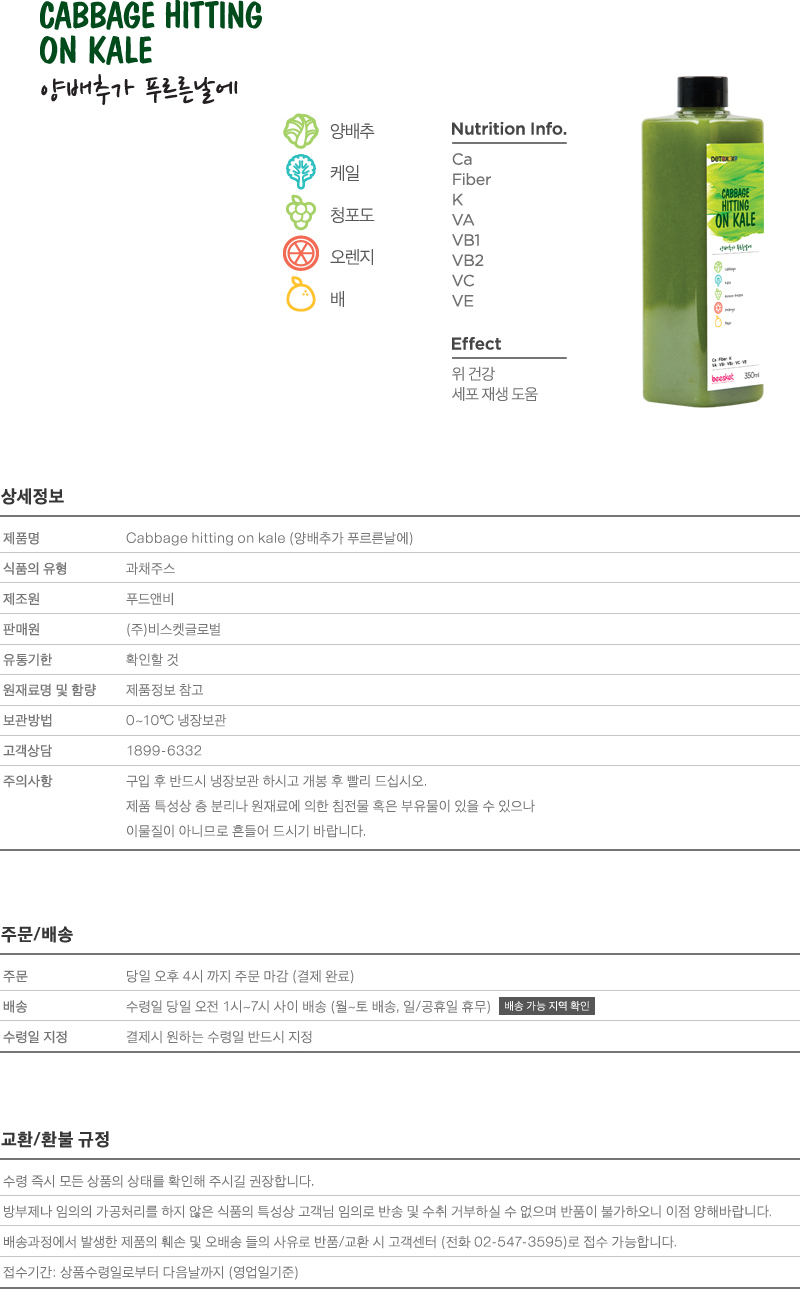 CABBAGE HITTING
ON KALE
양배추가 푸르른날에
양배추
케일
청포도
오렌지
배
Nutrition Info.
Ca
Fiber
K
VA
VB1
VB2
VC
VE
Effect
위 건강
세포 재생 도움
CABBAGE
HITTING
ON KALE
양배추가 푸르른날에
Cabbage
Kale
Orange
Ca Fiber K
VA VB1 VB2 VC VE
beesket 350ml
상세정보
제품명 Cabbage hitting on kale (양배추가 푸르른날에)
식품의 유형 과채주스
제조원 푸드앤비
판매원 (주)비스켓글로벌
유통기한 확인할 것
원재료명 및 함량 제품정보 참고
보관방법 0~10℃ 냉장보관
고객상담 1899-6332
주의사항 구입 후 반드시 냉장보관 하시고 개봉 후 빨리 드십시오.
제품 특성상 층 분리나 원재료에 의한 침전물 혹은 부유물이 있을 수 있으나
이물질이 아니므로 흔들어 드시기 바랍니다.
주문/배송
주문 당일 오후 4시 까지 주문 마감 (결제 완료)
배송 수령일 당일 오전 1시~7시 사이 배송 (월~토 배송, 일/공휴일 휴무) 배송 가능 지역 확인
수령일 지정 결제시 원하는 수령일 반드시 지정
교환/환불 규정
수령 즉시 모든 상품의 상태를 확인해 주시길 권장합니다.
방부제나 임의의 가공처리를 하지 않은 식품의 특성상 고객님 임의로 반송 및 수취 거부하실 수 없으며 반품이 불가하오니 이점 양해바랍니다.
배송과정에서 발생한 제품의 훼손 및 오배송 들의 사유로 반품/교환 시 고객센터 (전화 02-547-3595)로 접수 가능합니다.
접수기간: 상품수령일로부터 다음날까지 (영업일기준)